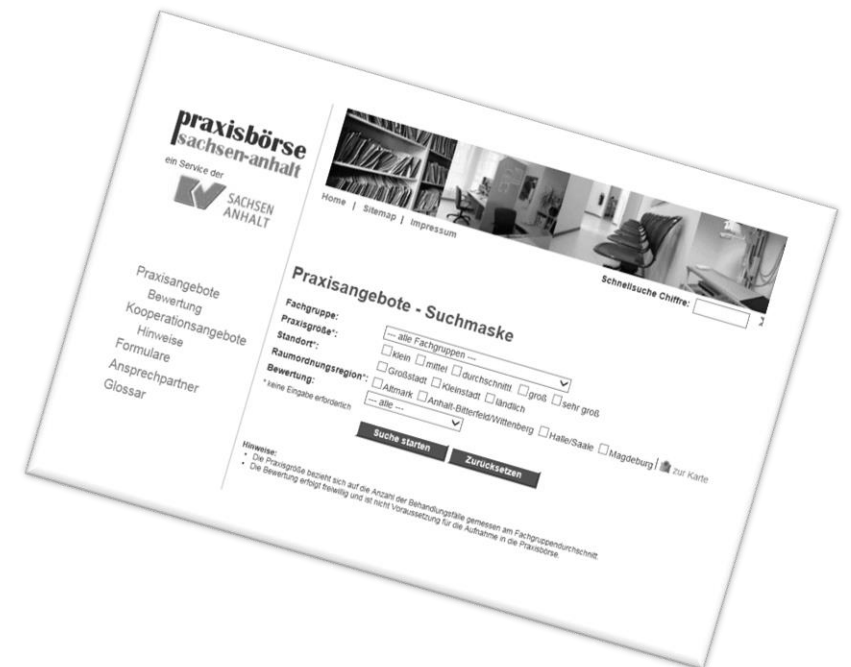 praxisbörse
sachsen-anhalt
ein Service der
KV SACHSEN
ANHALT
Home | Sitemap | Impressum
Schnellsuche Chiffre:
Praxisangebote
Bewertung
Kooperationsangebote
Hinweise
Formulare
Ansprechpartner
Glossar
Praxisangebote - Suchmaske
Fachgruppe: --- alle Fachgruppen ---
Praxisgröße*: klein mittel durchschnittt groß sehr groß
Standort*: Großstadt Kleinstadt ländlich
Raumordnungsregion*: Altmark Anhalt-Bitterfeld/Wittenberg Halle/Saale Magdeburg | zur Karte
Bewertung: --- alle ---
* keine Eingabe erforderlich
Suche starten Zurücksetzen
Hinweise:
• Die Praxisgröße bezieht sich auf die Anzahl der Behandlungsfälle gemessen am Fachgruppendurchschnitt.
• Die Bewertung erfolgt freiwillig und ist nicht Voraussetzung für die Aufnahme in die Praxisbörse.